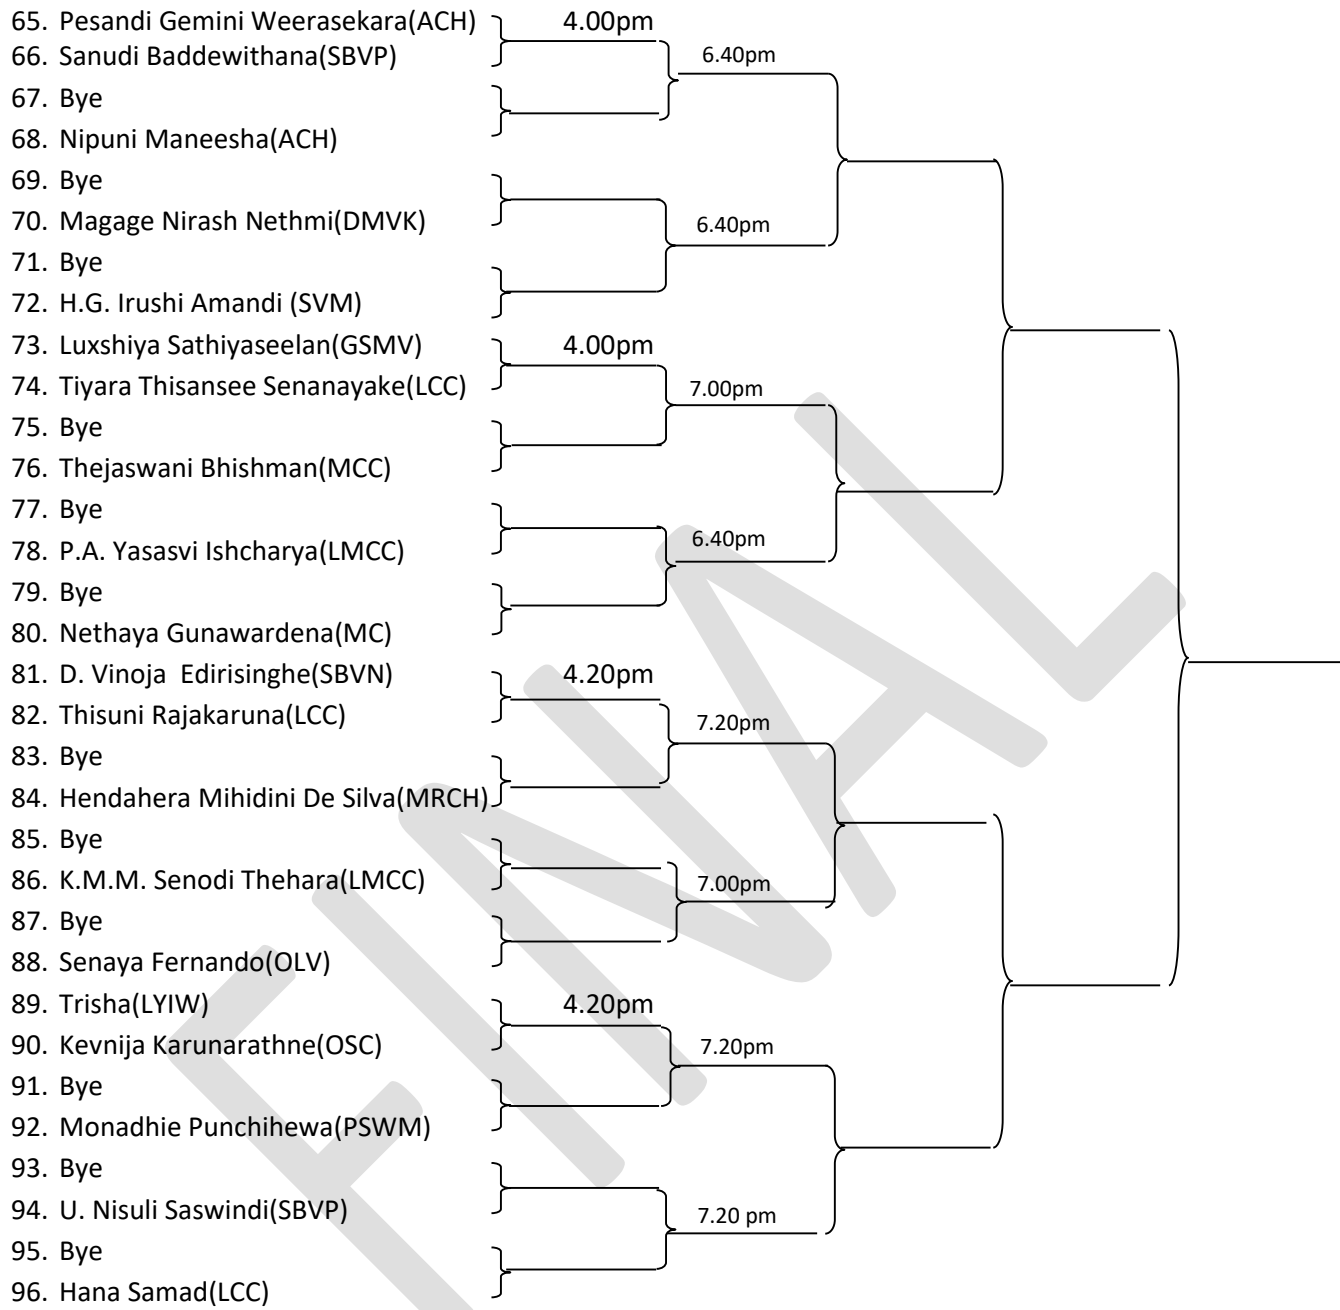 65. Pesandi Gemini Weerasekara(ACH) 4.00pm
66. Sanudi Baddewithana(SBVP) 6.40pm
67. Bye
68. Nipuni Maneesha(ACH)
69. Bye
70. Magage Nirash Nethmi(DMVK) 6.40pm
71. Bye
72. H.G. Irushi Amandi (SVM)
73. Luxshiya Sathiyaseelan(GSMV) 4.00pm
74. Tiyara Thisansee Senanayake(LCC) 7.00pm
75. Bye
76. Thejaswani Bhishman(MCC)
77. Bye
78. P.A. Yasasvi Ishcharya(LMCC) 6.40pm
79. Bye
80. Nethaya Gunawardena(MC)
81. D. Vinoja  Edirisinghe(SBVN) 4.20pm
82. Thisuni Rajakaruna(LCC) 7.20pm
83. Bye
84. Hendahera Mihidini De Silva(MRCH)
85. Bye
86. K.M.M. Senodi Thehara(LMCC) 7.00pm
87. Bye
88. Senaya Fernando(OLV)
89. Trisha(LYIW) 4.20pm
90. Kevnija Karunarathne(OSC) 7.20pm
91. Bye
92. Monadhie Punchihewa(PSWM)
93. Bye
94. U. Nisuli Saswindi(SBVP) 7.20 pm
95. Bye
96. Hana Samad(LCC)
FINAL